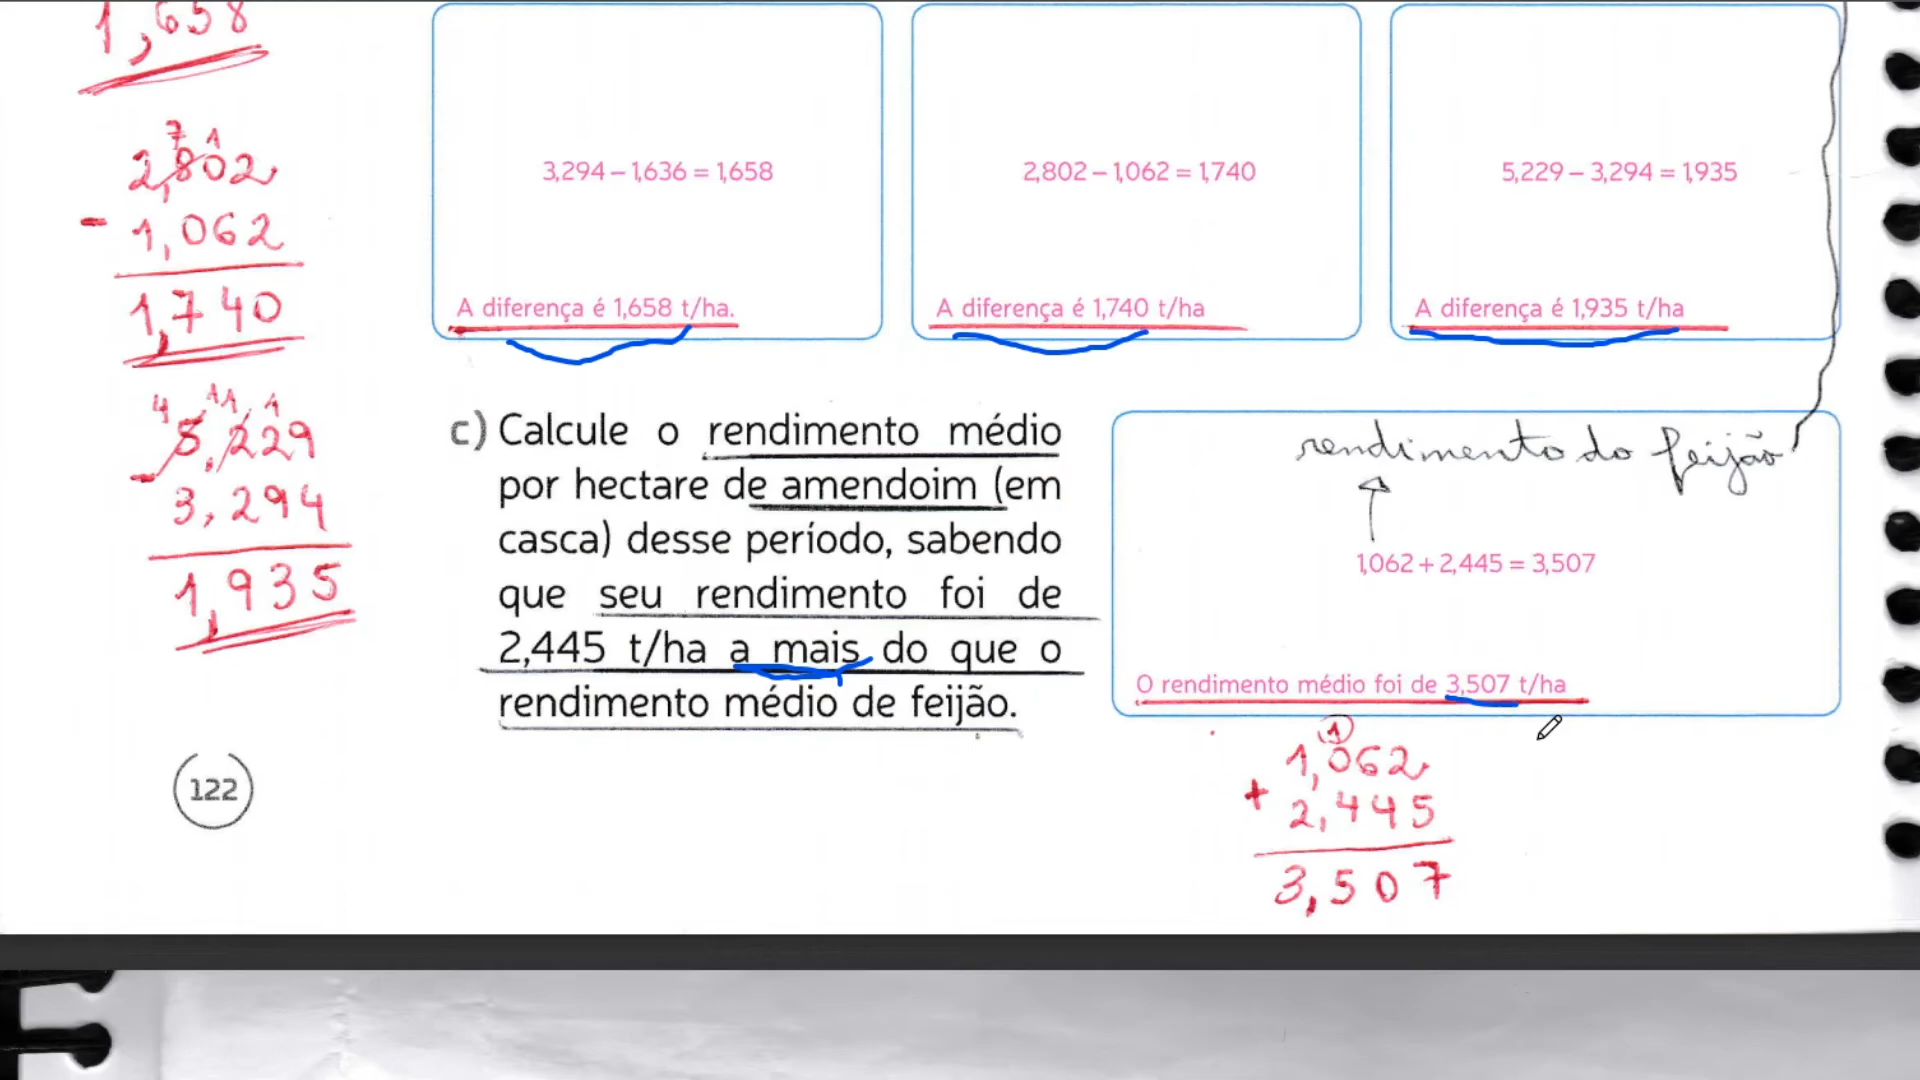 1,658
7 1
2,802
- 1,062
1,740
4 11 1
5,229
- 3,294
1,935
3,294 – 1,636 = 1,658
A diferença é 1,658 t/ha.
2,802 – 1,062 = 1,740
A diferença é 1,740 t/ha
5,229 – 3,294 = 1,935
A diferença é 1,935 t/ha
c) Calcule o rendimento médio
por hectare de amendoim (em
casca) desse período, sabendo
que seu rendimento foi de
2,445 t/ha a mais do que o
rendimento médio de feijão.
rendimento do feijão
1,062 + 2,445 = 3,507
O rendimento médio foi de 3,507 t/ha
1
1,062
+ 2,445
3,507
122